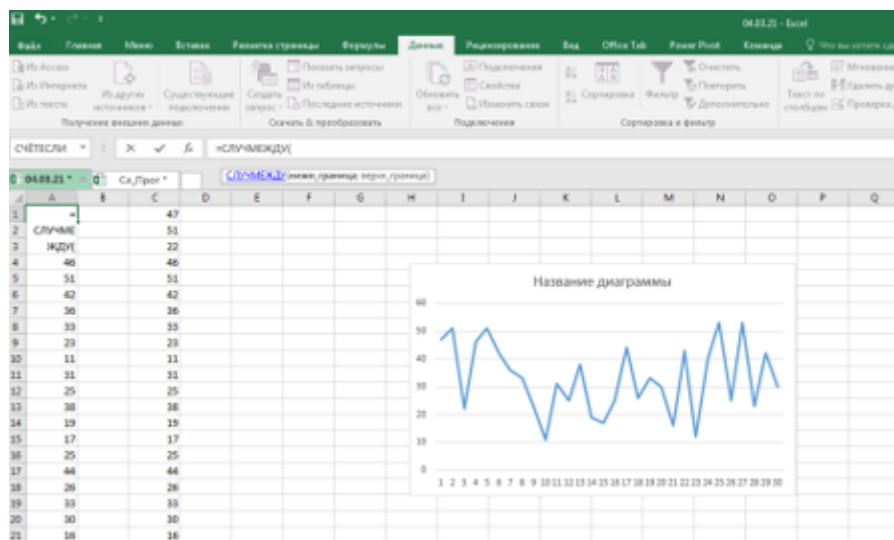 04.03.21 - Excel
Файл Главная Меню Вставка Разметка страницы Формулы Данные Рецензирование Вид Office Tab Power Pivot Команда
Из Access
Из Интернета
Из текста
Из других источников
Существующие подключения
Получение внешних данных
Создать запрос
Показать запросы
Из таблицы
Последние источники
Скачать & преобразовать
Обновить все
Подключения
Свойства
Изменить связи
Подключения
Сортировка
Фильтр
Очистить
Повторить
Дополнительно
Сортировка и фильтр
Текст по столбцам
СЧЁТЕСЛИ
=СЛУЧМЕЖДУ(
04.03.21 *
Сл_Прог *
СЛУЧМЕЖДУ(нижн_граница; верхн_граница)
A B C D E F G H I J K L M N O P Q
1 = 47
2 СЛУЧМЕ 51
3 ЖДУ( 22
4 46 46
5 51 51
6 42 42
7 36 36
8 33 33
9 23 23
10 11 11
11 31 31
12 25 25
13 38 38
14 19 19
15 17 17
16 25 25
17 44 44
18 26 26
19 33 33
20 30 30
21 16 16
Название диаграммы
60
50
40
30
20
10
0
1 2 3 4 5 6 7 8 9 10 11 12 13 14 15 16 17 18 19 20 21 22 23 24 25 26 27 28 29 30